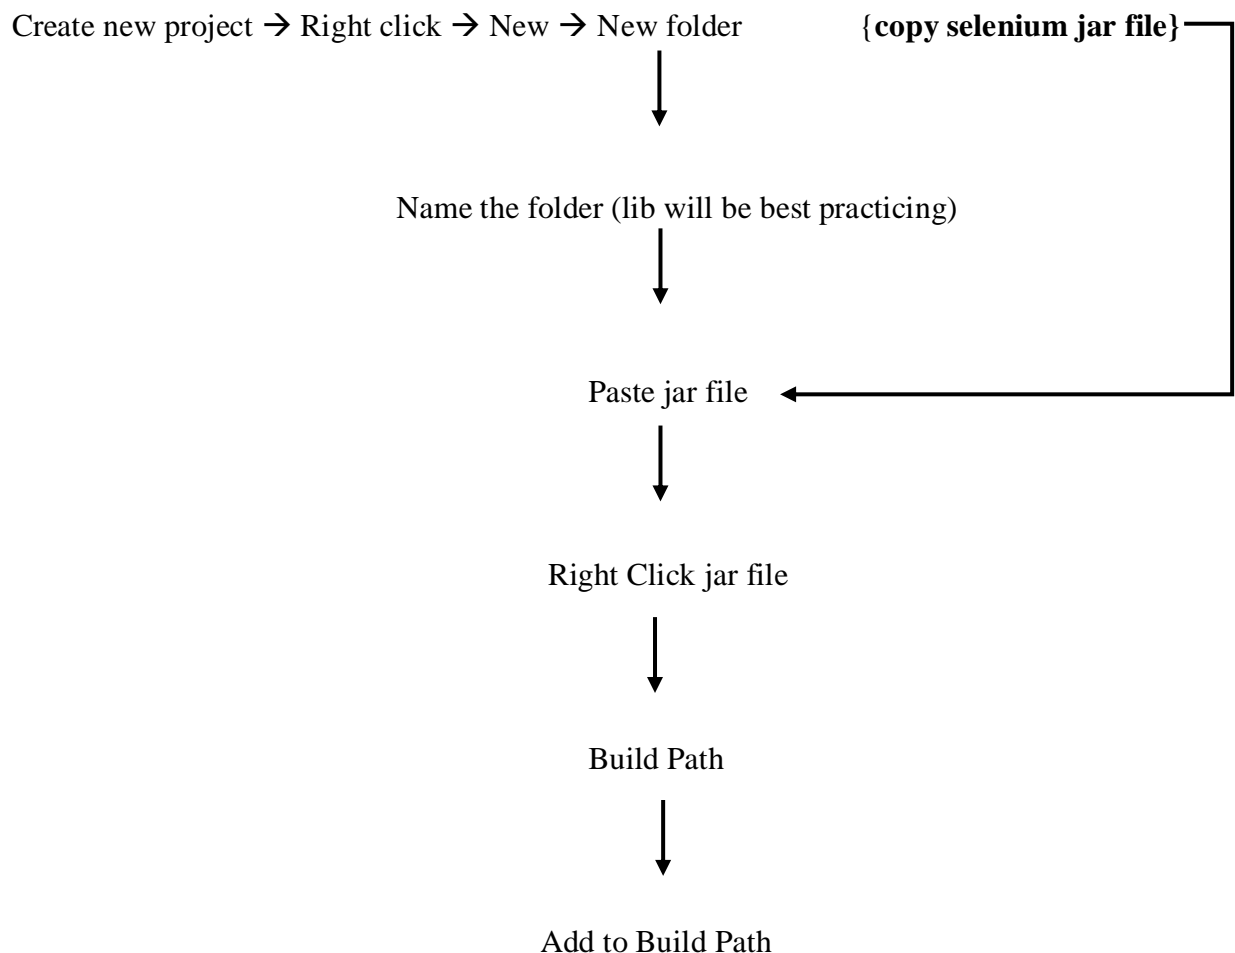 Create new project → Right click → New → New folder {copy selenium jar file}
Name the folder (lib will be best practicing)
Paste jar file
Right Click jar file
Build Path
Add to Build Path